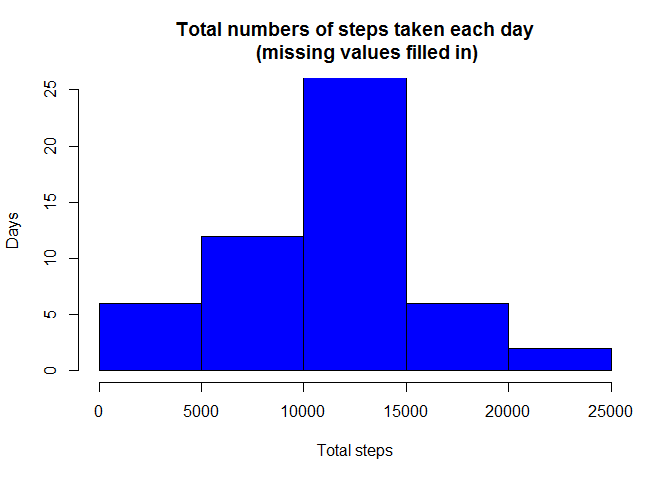 Total numbers of steps taken each day
(missing values filled in)
25
20
15
10
5
0
Days
0 5000 10000 15000 20000 25000
Total steps